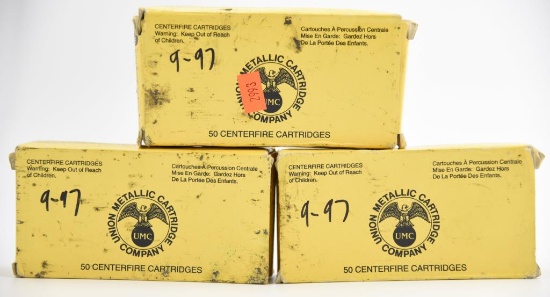 CENTERFIRE CARTRIDGES
Warning: Keep Out of Reach
of Children.
Cartouches A Percussion Centrale
Mise En Garde: Gardez Hors
De La Portée Des Enfants.
9-97
UNION METALLIC CARTRIDGE
UMC
COMPANY
50 CENTERFIRE CARTRIDGES
CENTERFIRE CARTRIDGES
Warning: Keep Out of Reach
of Children.
Cartouches À Percussion Centrale
Mise En Garde: Gardez Hors
De La Portée Des Enfants.
9-97
UNION METALLIC CARTRIDGE
UMC
COMPANY
50 CENTERFIRE CARTRIDGES
CENTERFIRE CARTRIDGES
Warning: Keep Out of Reach
of Children.
Cartouches À Percussion Centrale
Mise En Garde: Gardez Hors
De La Portée Des Enfants.
9-97
UNION METALLIC CARTRIDGE
UMC
COMPANY
50 CENTERFIRE CARTRIDGES